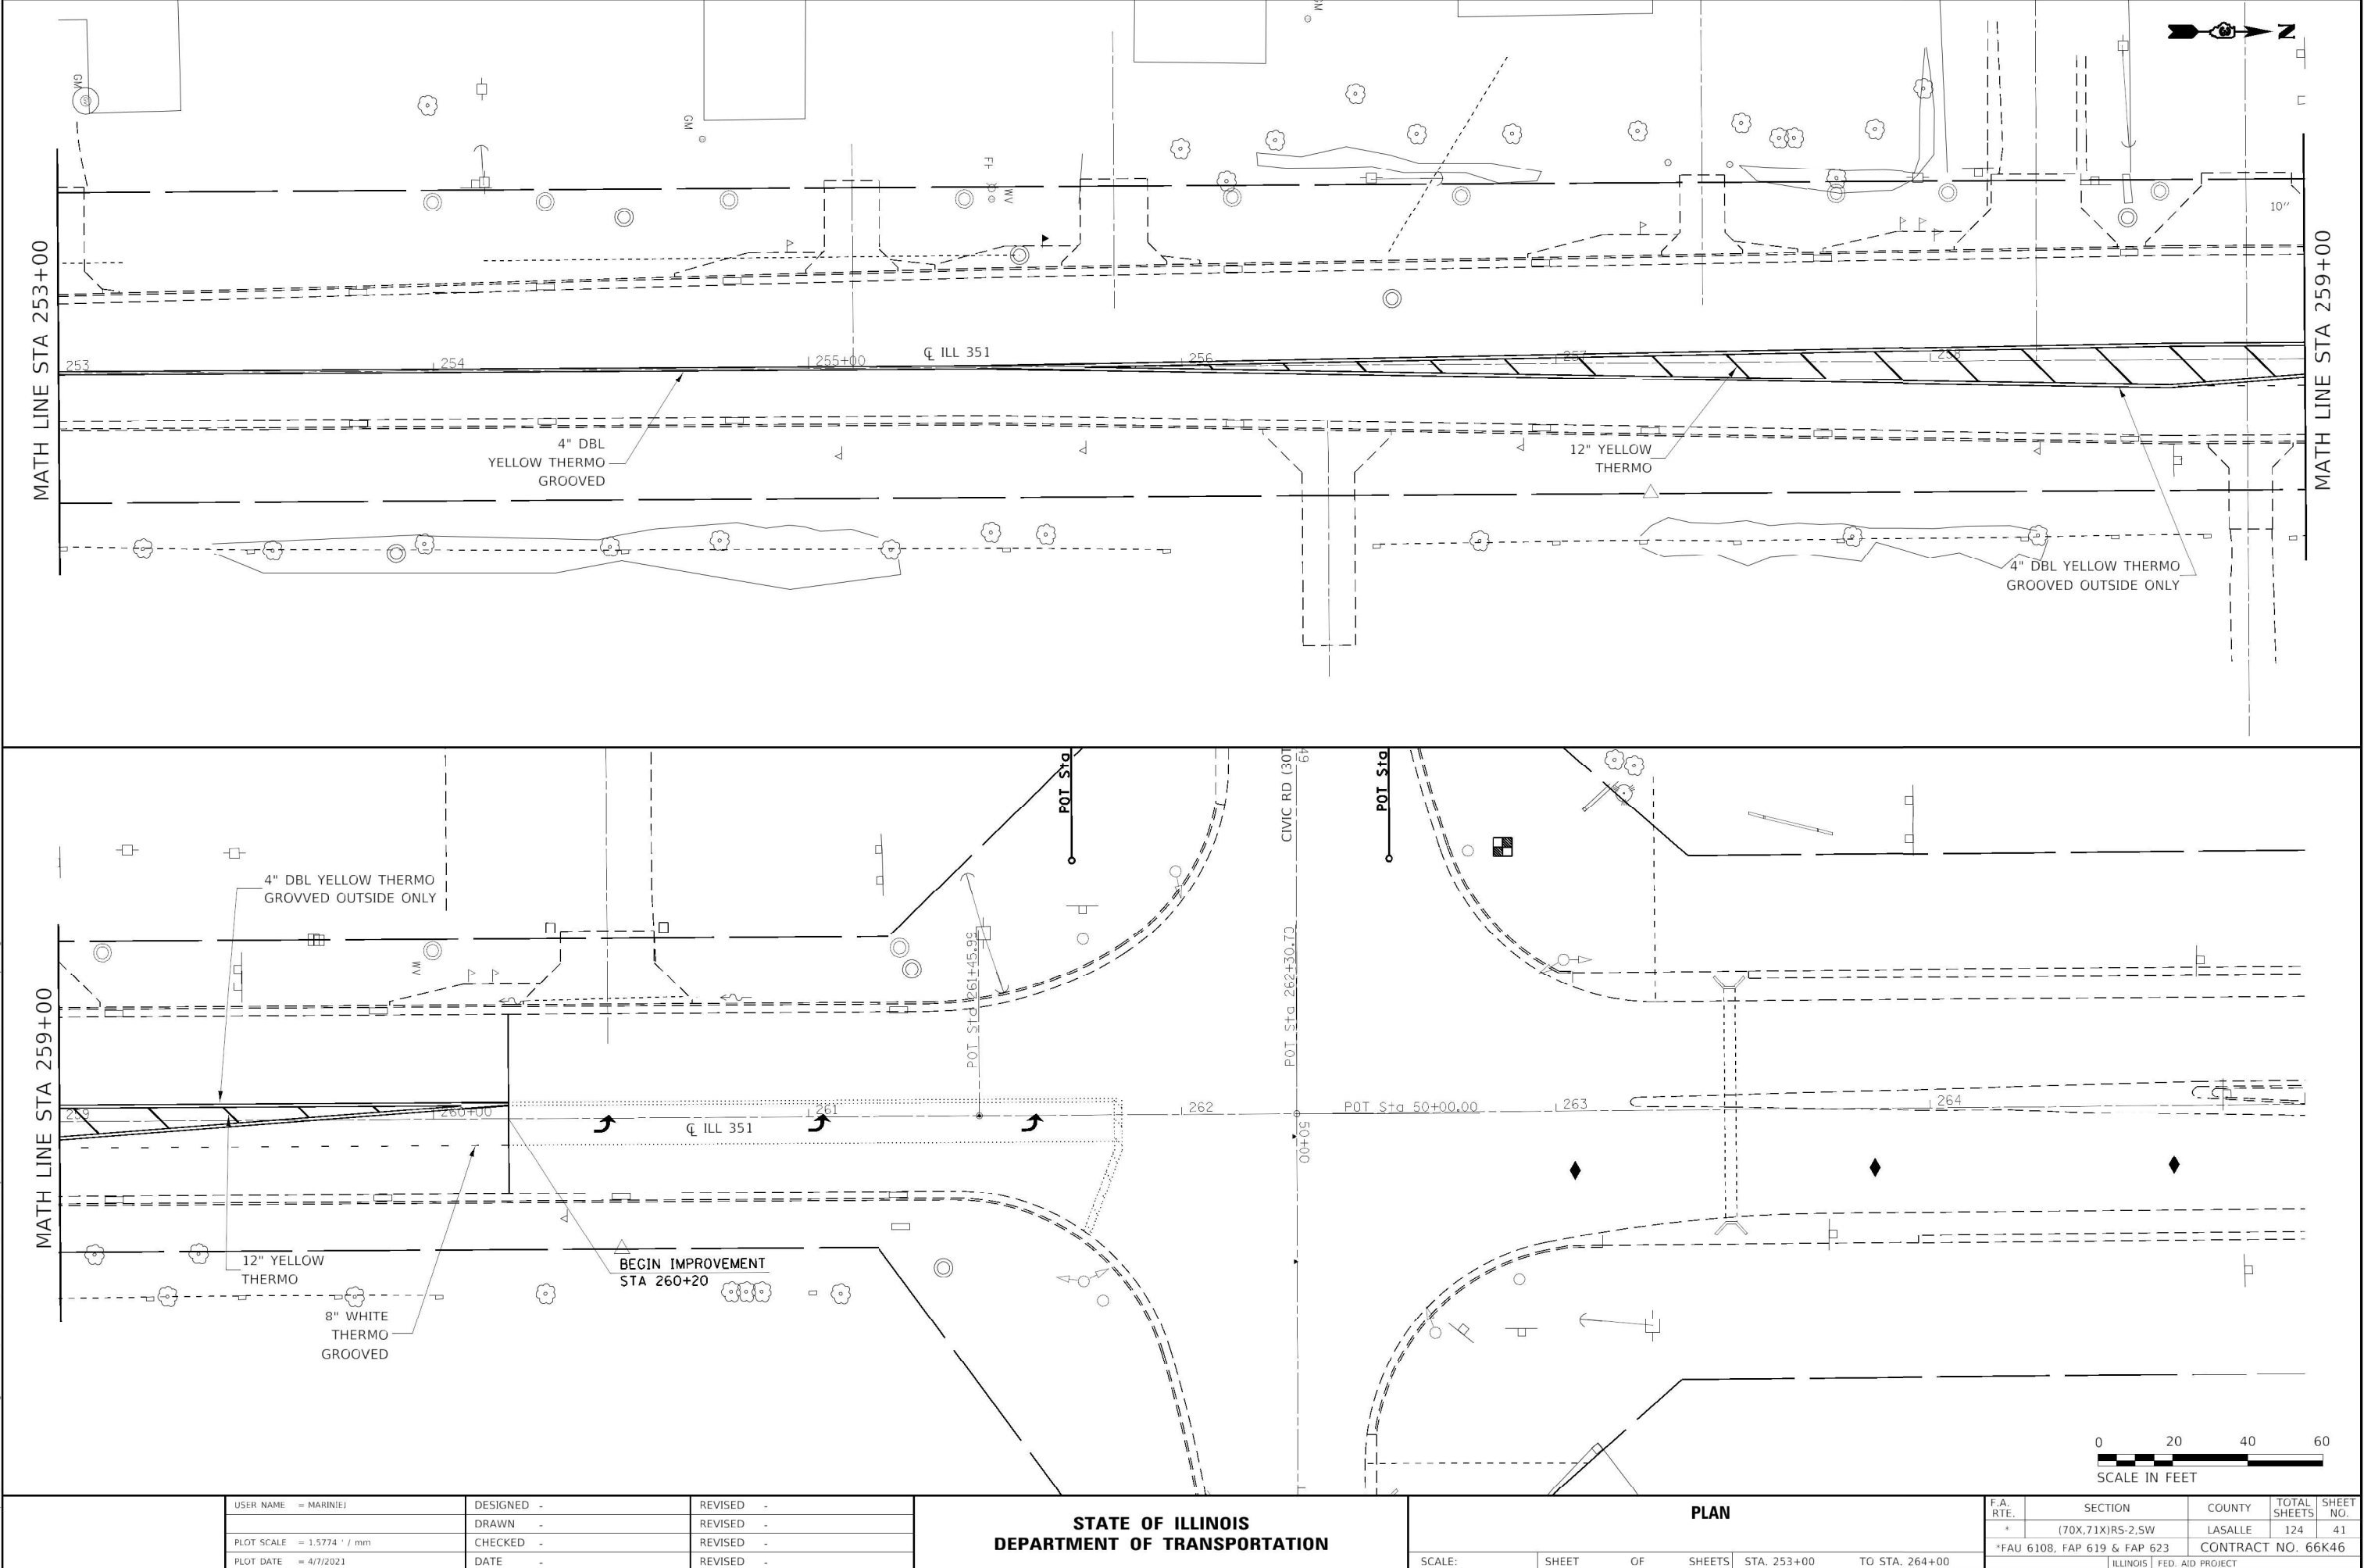 GM
GM
GM
N
FH
WV
10''
MATH LINE STA 253+00
MATH LINE STA 259+00
253
254
255+00
℄ ILL 351
256
257
258
4" DBL
YELLOW THERMO
GROOVED
12" YELLOW
THERMO
4" DBL YELLOW THERMO
GROOVED OUTSIDE ONLY
POT Sta
CIVIC RD (30T
49
POT Sta
4" DBL YELLOW THERMO
GROVVED OUTSIDE ONLY
WV
POT Sta 261+45.99
POT Sta 262+30.73
MATH LINE STA 259+00
259
260+00
261
262
POT Sta 50+00.00
263
264
℄ ILL 351
50+00
12" YELLOW
THERMO
BEGIN IMPROVEMENT
STA 260+20
8" WHITE
THERMO
GROOVED
0 20 40 60
SCALE IN FEET
USER NAME = MARINIEJ
DESIGNED -
REVISED -
DRAWN -
REVISED -
PLOT SCALE = 1.5774 ' / mm
CHECKED -
REVISED -
PLOT DATE = 4/7/2021
DATE -
REVISED -
STATE OF ILLINOIS
DEPARTMENT OF TRANSPORTATION
PLAN
SCALE: SHEET OF SHEETS STA. 253+00 TO STA. 264+00
F.A. RTE.
SECTION
COUNTY
TOTAL SHEETS
SHEET NO.
* (70X,71X)RS-2,SW LASALLE 124 41
*FAU 6108, FAP 619 & FAP 623 CONTRACT NO. 66K46
ILLINOIS FED. AID PROJECT